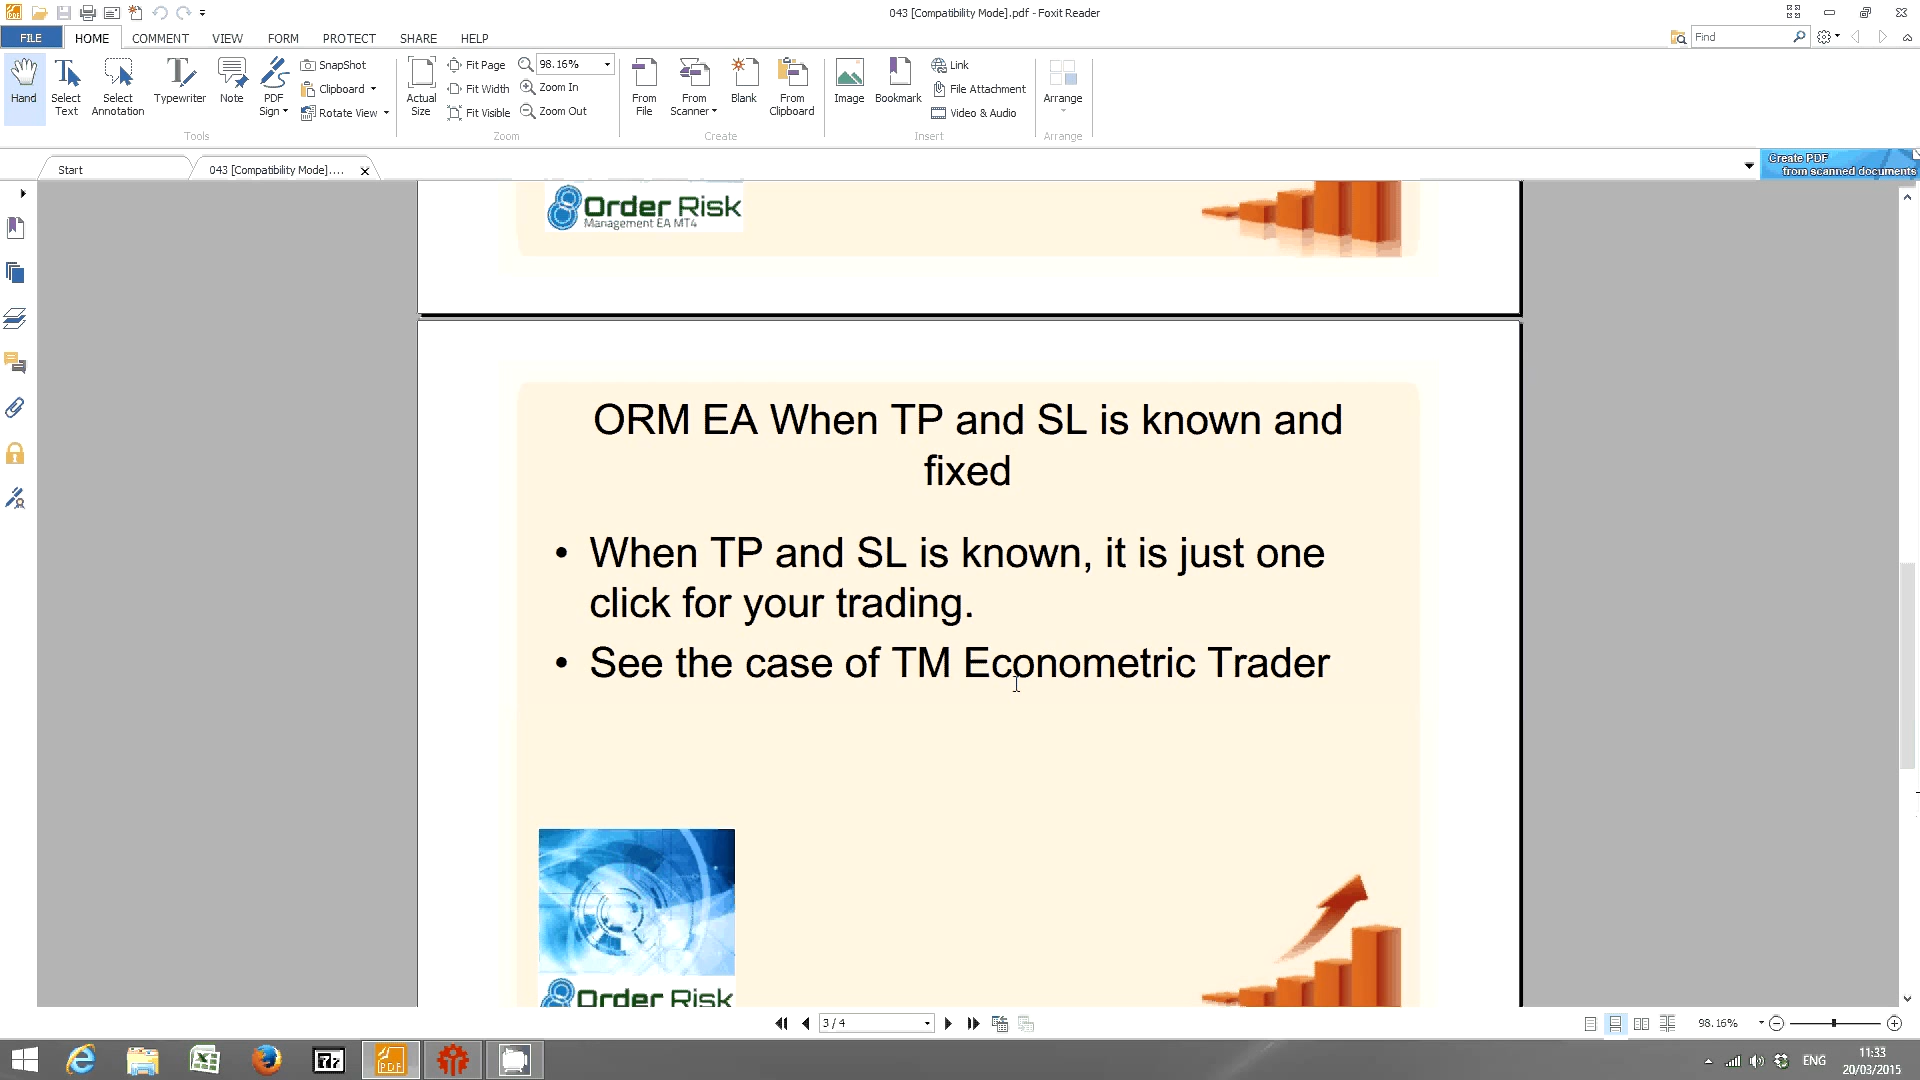 043 [Compatibility Mode].pdf - Foxit Reader
FILE HOME COMMENT VIEW FORM PROTECT SHARE HELP
Find
Hand
Select Text
Select Annotation
Typewriter
Note
PDF Sign
SnapShot
Clipboard
Rotate View
Tools
Actual Size
Fit Page
Fit Width
Fit Visible
98.16%
Zoom In
Zoom Out
Zoom
From File
From Scanner
Blank
From Clipboard
Create
Image
Bookmark
Link
File Attachment
Video & Audio
Insert
Arrange
Arrange
Start
043 [Compatibility Mode]....
Create PDF
from scanned documents
Order Risk
Management EA MT4
ORM EA When TP and SL is known and
fixed
• When TP and SL is known, it is just one
click for your trading.
• See the case of TM Econometric Trader
Order Risk
3 / 4
98.16%
PDF
ENG
11:33
20/03/2015